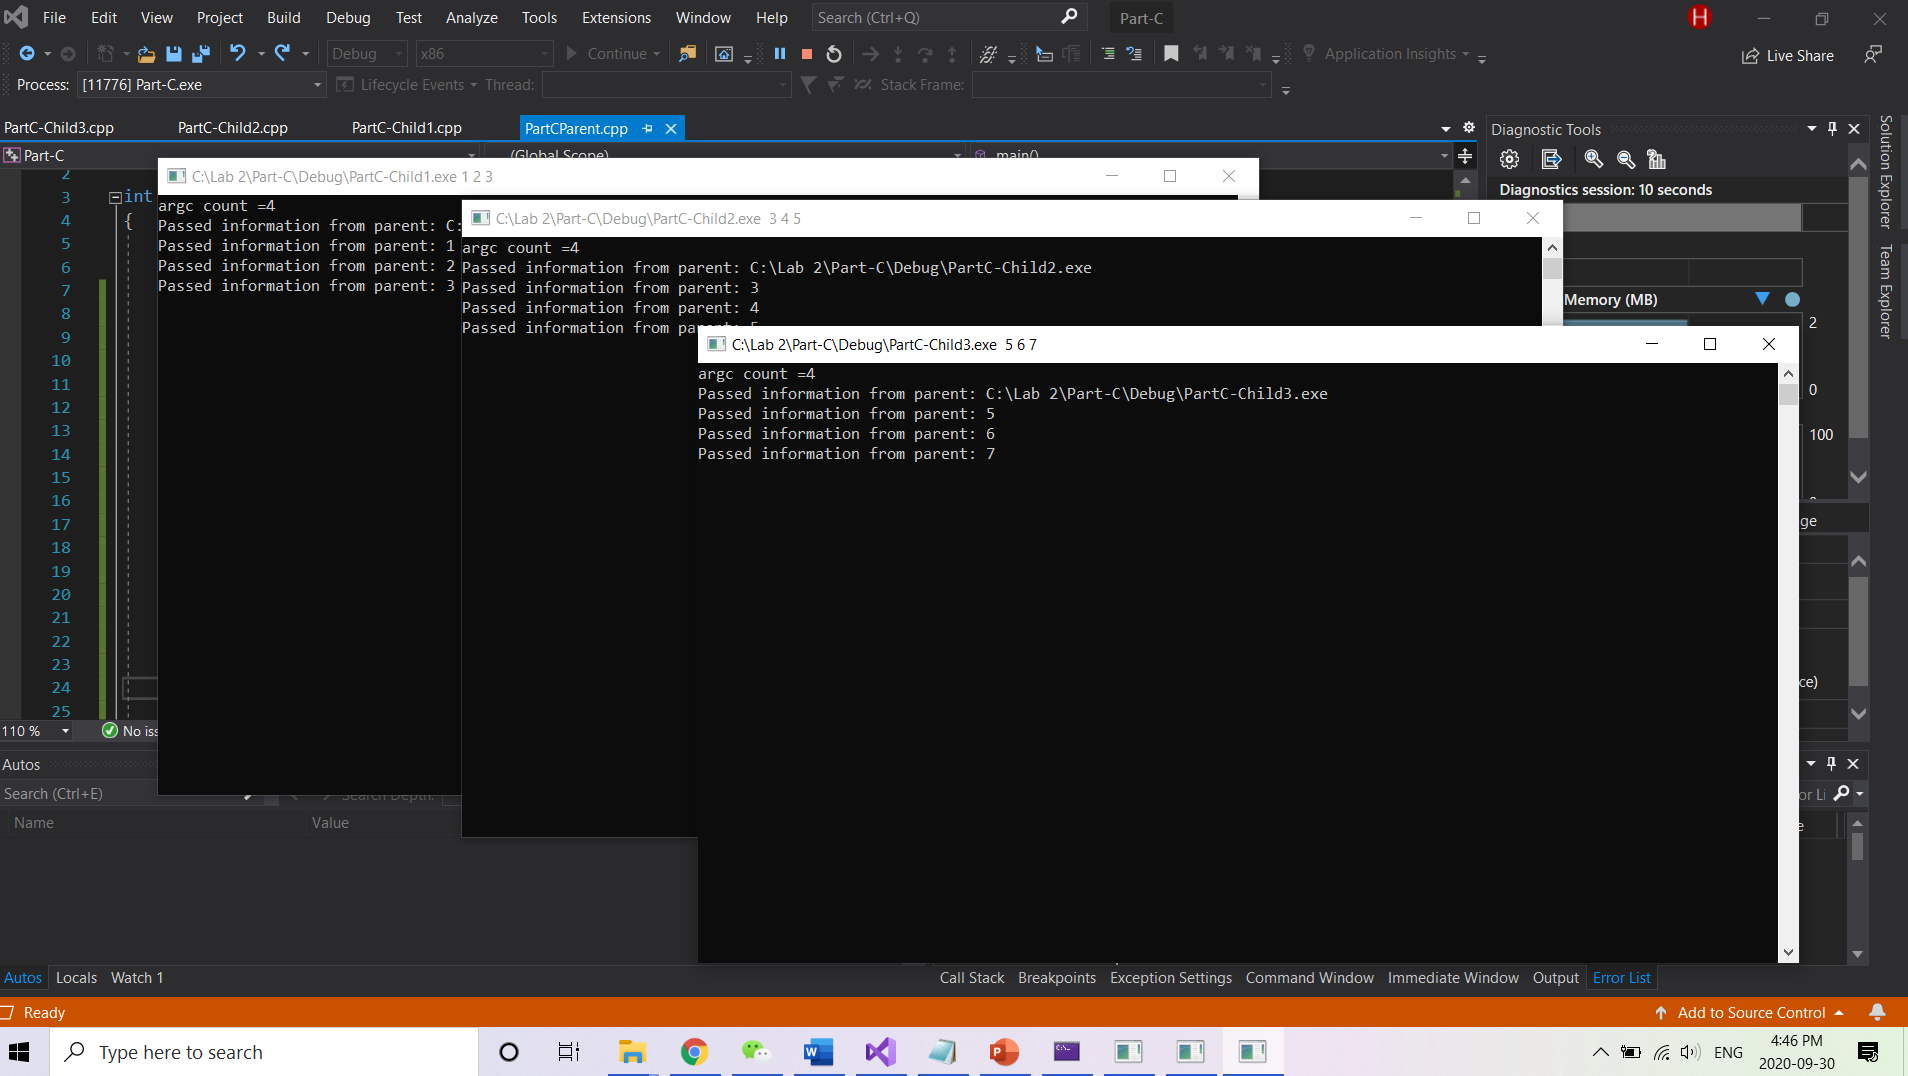 File Edit View Project Build Debug Test Analyze Tools Extensions Window Help Search (Ctrl+Q) Part-C H
Debug x86 Continue Application Insights Live Share
Process: [11776] Part-C.exe Lifecycle Events Thread: Stack Frame:
PartC-Child3.cpp PartC-Child2.cpp PartC-Child1.cpp PartCParent.cpp
Part-C (Global Scope) main()
2
3 int
4 {
5
6
7
8
9
10
11
12
13
14
15
16
17
18
19
20
21
22
23
24
25
110 % No iss
C:\Lab 2\Part-C\Debug\PartC-Child1.exe 1 2 3
argc count =4
Passed information from parent: C:
Passed information from parent: 1
Passed information from parent: 2
Passed information from parent: 3
C:\Lab 2\Part-C\Debug\PartC-Child2.exe 3 4 5
argc count =4
Passed information from parent: C:\Lab 2\Part-C\Debug\PartC-Child2.exe
Passed information from parent: 3
Passed information from parent: 4
Passed information from parent: 5
C:\Lab 2\Part-C\Debug\PartC-Child3.exe 5 6 7
argc count =4
Passed information from parent: C:\Lab 2\Part-C\Debug\PartC-Child3.exe
Passed information from parent: 5
Passed information from parent: 6
Passed information from parent: 7
Diagnostic Tools
Diagnostics session: 10 seconds
Memory (MB)
2
0
100
ge
ce)
Solution Explorer
Team Explorer
Autos
Search (Ctrl+E) Search Depth: or Li
Name Value
Autos Locals Watch 1
Call Stack Breakpoints Exception Settings Command Window Immediate Window Output Error List
Ready Add to Source Control
Type here to search
ENG
4:46 PM
2020-09-30